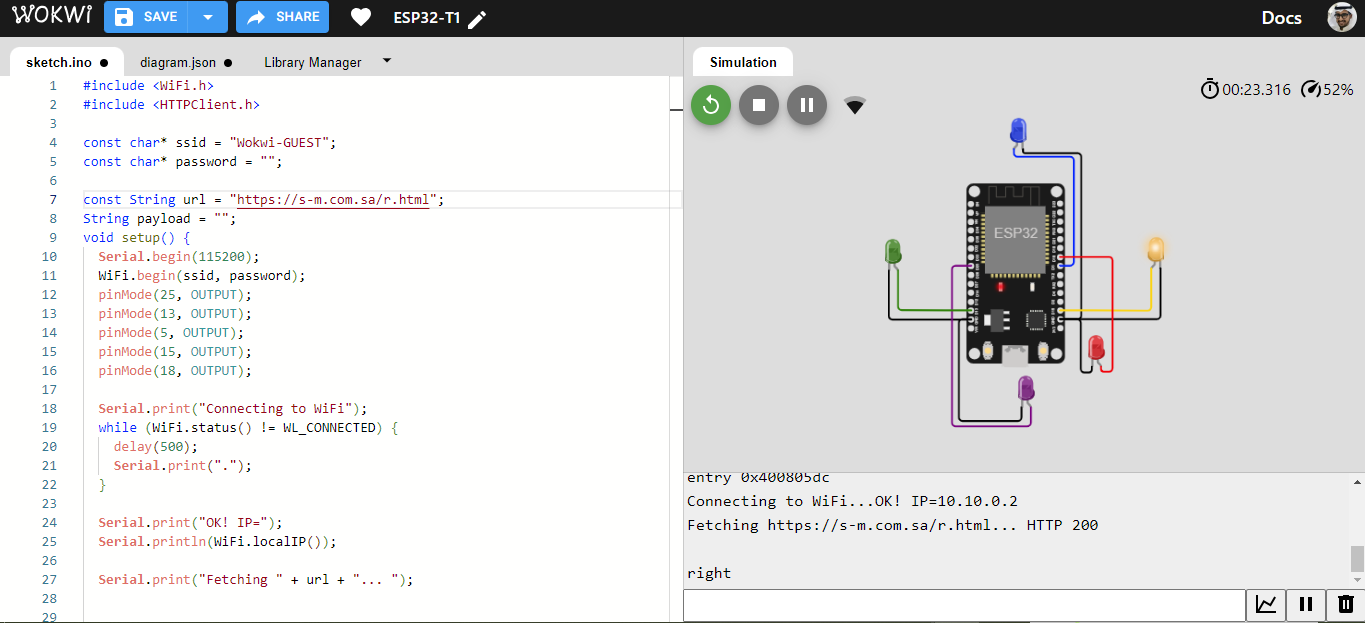 WOKWI
SAVE
SHARE
ESP32-T1
Docs
sketch.ino ●
diagram.json ●
Library Manager
Simulation
00:23.316
52%
1 #include <WiFi.h>
2 #include <HTTPClient.h>
3
4 const char* ssid = "Wokwi-GUEST";
5 const char* password = "";
6
7 const String url = "https://s-m.com.sa/r.html";
8 String payload = "";
9 void setup() {
10 Serial.begin(115200);
11 WiFi.begin(ssid, password);
12 pinMode(25, OUTPUT);
13 pinMode(13, OUTPUT);
14 pinMode(5, OUTPUT);
15 pinMode(15, OUTPUT);
16 pinMode(18, OUTPUT);
17
18 Serial.print("Connecting to WiFi");
19 while (WiFi.status() != WL_CONNECTED) {
20 delay(500);
21 Serial.print(".");
22 }
23
24 Serial.print("OK! IP=");
25 Serial.println(WiFi.localIP());
26
27 Serial.print("Fetching " + url + "... ");
28
29
ESP32
entry 0x400805dc
Connecting to WiFi...OK! IP=10.10.0.2
Fetching https://s-m.com.sa/r.html... HTTP 200
right